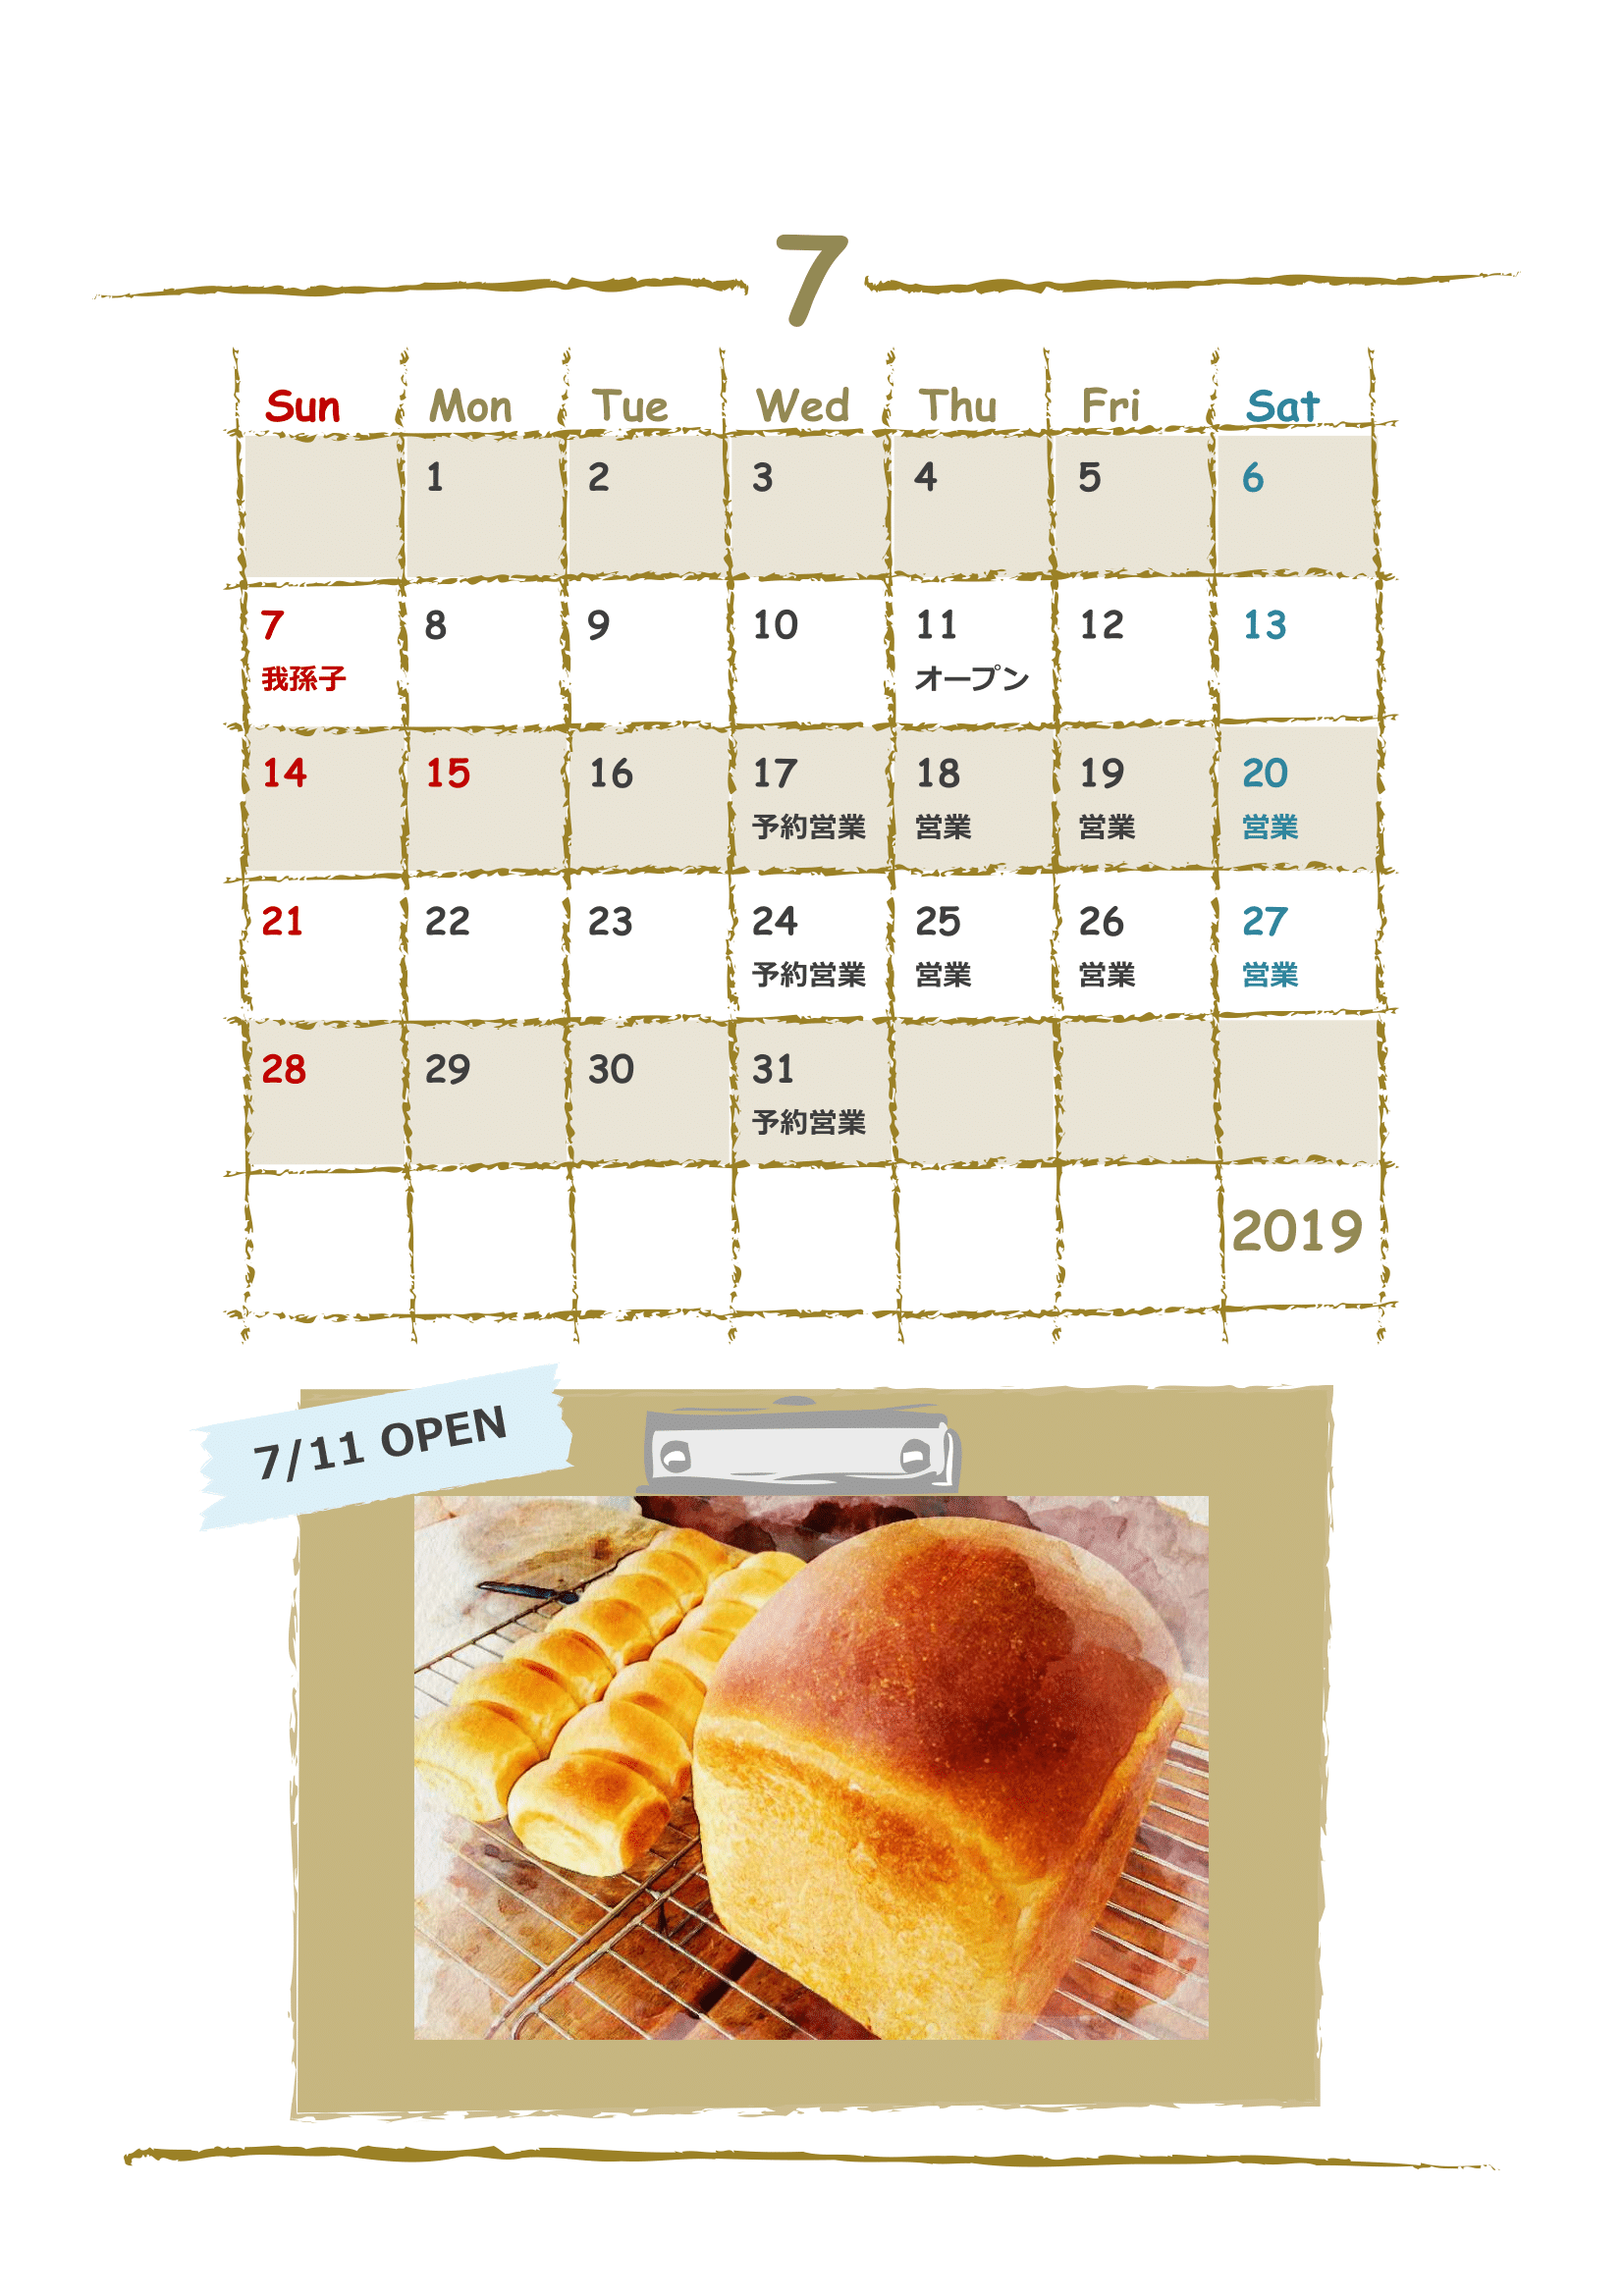 7
Sun Mon Tue Wed Thu Fri Sat
1 2 3 4 5 6
7 8 9 10 11 12 13
我孫子 オープン
14 15 16 17 18 19 20
予約営業 営業 営業 営業
21 22 23 24 25 26 27
予約営業 営業 営業 営業
28 29 30 31
予約営業
2019
7/11 OPEN